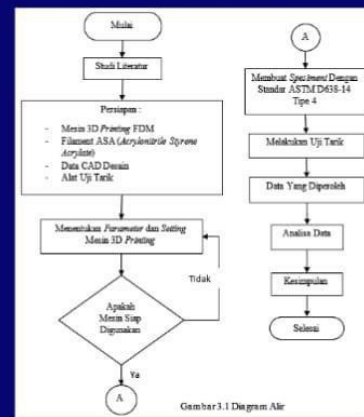 Mulai
Studi Literatur
Persiapan :
- Mesin 3D Printing FDM
- Filament ASA (Acrylonitrile Styrene
Acrylate)
- Data CAD Desain
- Alat Uji Tarik
Menentukan Parameter dan Setting
Mesin 3D Printing
Tidak
Apakah
Mesin Siap
Digunakan
Ya
A
A
Membuat Spesiment Dengan
Standar ASTM D638-14
Tipe 4
Melakukan Uji Tarik
Data Yang Diperoleh
Analisa Data
Kesimpulan
Selesai
Gambar 3.1 Diagram Alir